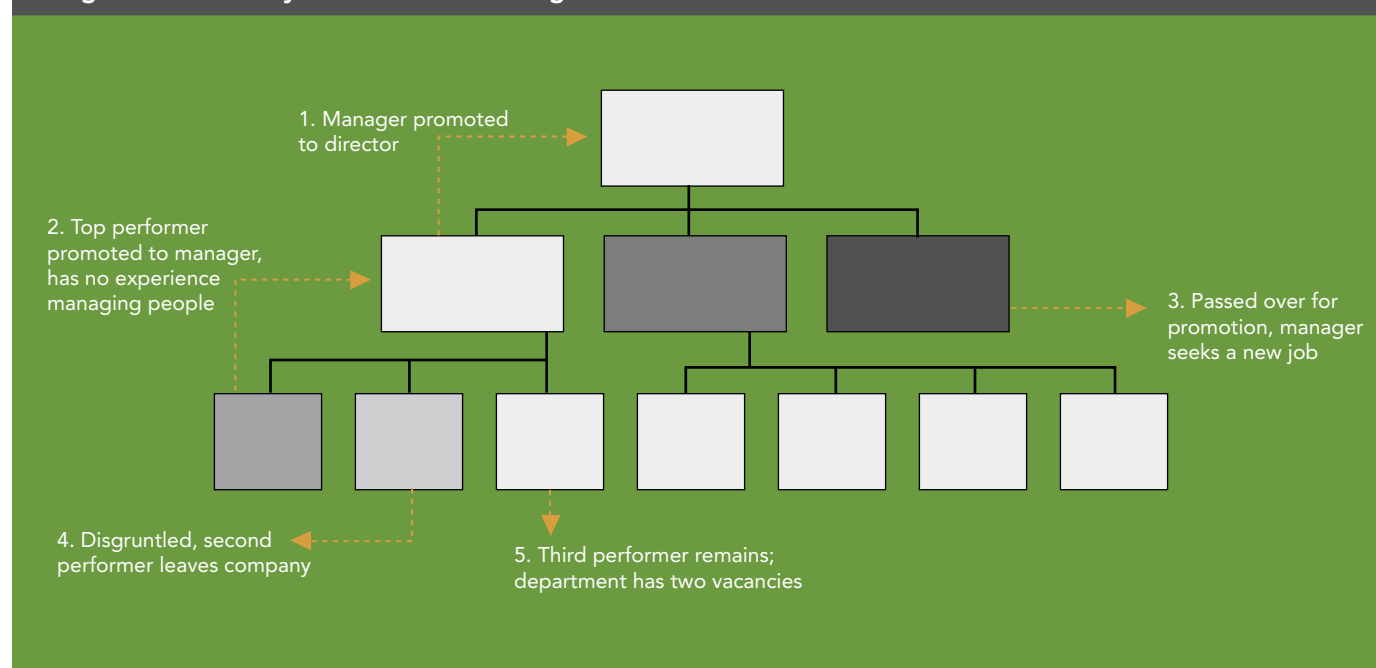 1. Manager promoted
to director
2. Top performer
promoted to manager,
has no experience
managing people
3. Passed over for
promotion, manager
seeks a new job
4. Disgruntled, second
performer leaves company
5. Third performer remains;
department has two vacancies